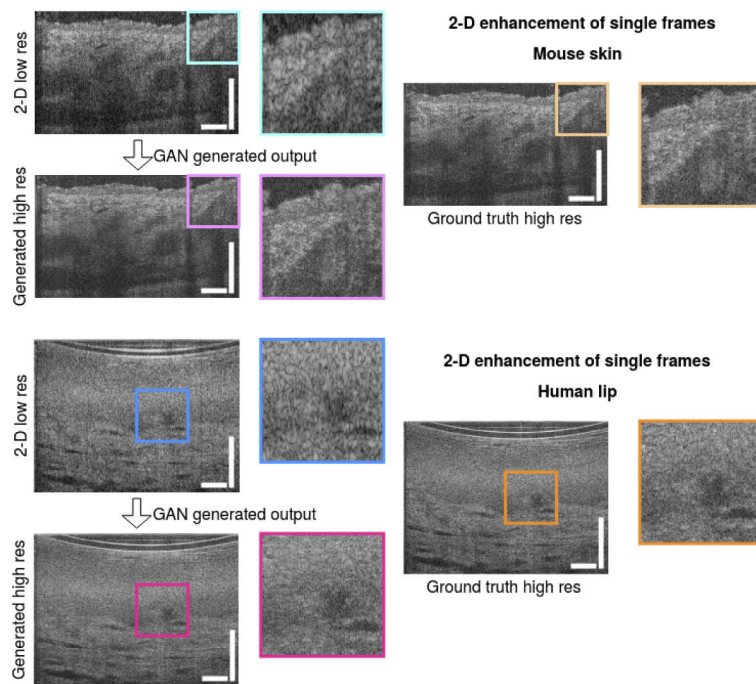 2-D enhancement of single frames
Mouse skin
2-D low res
GAN generated output
Generated high res
Ground truth high res
2-D enhancement of single frames
Human lip
2-D low res
GAN generated output
Generated high res
Ground truth high res